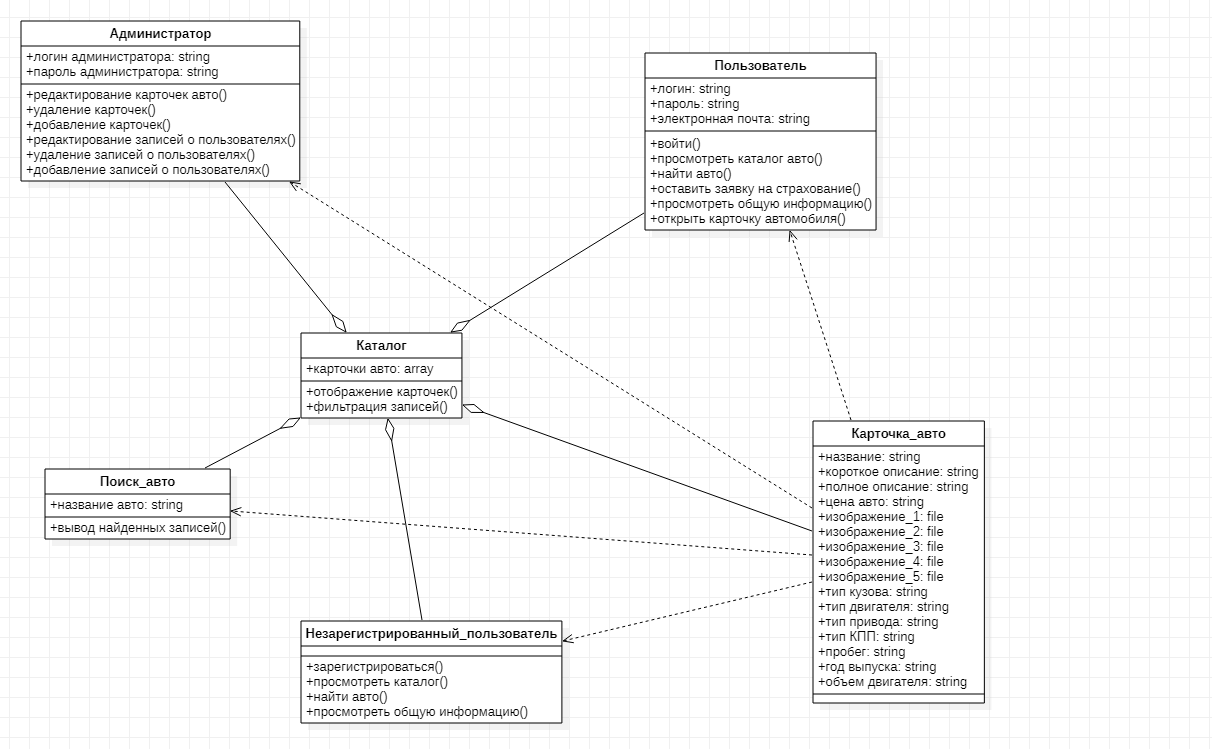 Администратор
+логин администратора: string
+пароль администратора: string
+редактирование карточек авто()
+удаление карточек()
+добавление карточек()
+редактирование записей о пользователях()
+удаление записей о пользователях()
+добавление записей о пользователях()
Пользователь
+логин: string
+пароль: string
+электронная почта: string
+войти()
+просмотреть каталог авто()
+найти авто()
+оставить заявку на страхование()
+просмотреть общую информацию()
+открыть карточку автомобиля()
Каталог
+карточки авто: array
+отображение карточек()
+фильтрация записей()
Поиск_авто
+название авто: string
+вывод найденных записей()
Незарегистрированный_пользователь
+зарегистрироваться()
+просмотреть каталог()
+найти авто()
+просмотреть общую информацию()
Карточка_авто
+название: string
+короткое описание: string
+полное описание: string
+цена авто: string
+изображение_1: file
+изображение_2: file
+изображение_3: file
+изображение_4: file
+изображение_5: file
+тип кузова: string
+тип двигателя: string
+тип привода: string
+тип КПП: string
+пробег: string
+год выпуска: string
+объем двигателя: string